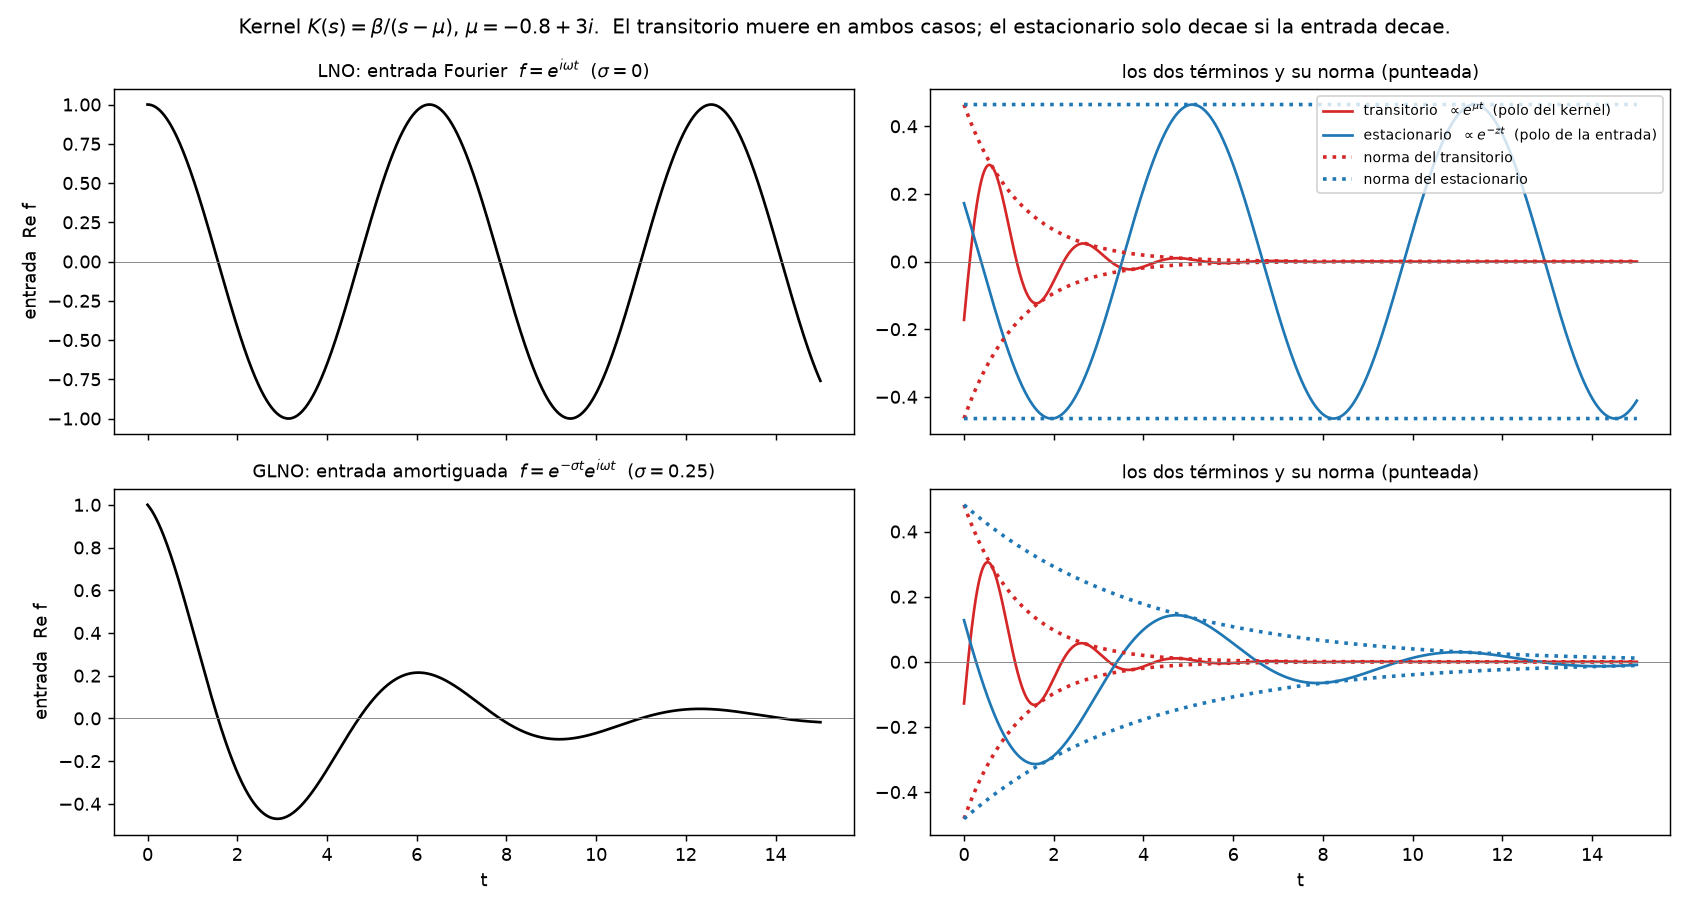 Kernel K(s) = β/(s − μ), μ = −0.8 + 3i. El transitorio muere en ambos casos; el estacionario solo decae si la entrada decae.
LNO: entrada Fourier f = e^{iωt} (σ = 0)
los dos términos y su norma (punteada)
entrada Re f
1.00
0.75
0.50
0.25
0.00
−0.25
−0.50
−0.75
−1.00
0.4
0.2
0.0
−0.2
−0.4
transitorio ∝ e^{μt} (polo del kernel)
estacionario ∝ e^{−zt} (polo de la entrada)
norma del transitorio
norma del estacionario
GLNO: entrada amortiguada f = e^{−σt}e^{iωt} (σ = 0.25)
los dos términos y su norma (punteada)
entrada Re f
1.0
0.8
0.6
0.4
0.2
0.0
−0.2
−0.4
0 2 4 6 8 10 12 14
t
0.4
0.2
0.0
−0.2
−0.4
0 2 4 6 8 10 12 14
t